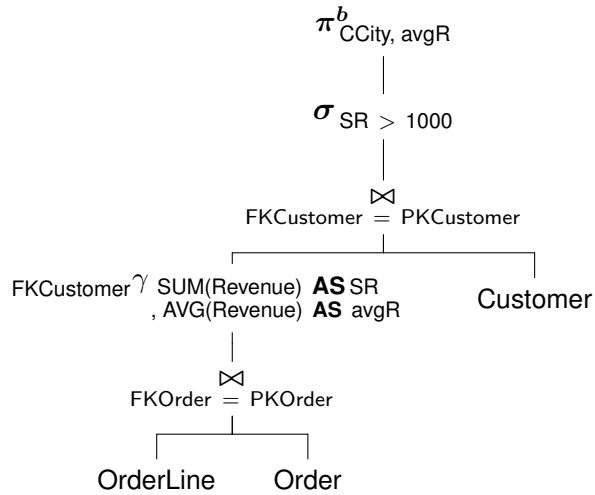 π^b CCity, avgR
σ SR > 1000
⋈
FKCustomer = PKCustomer
FKCustomer γ SUM(Revenue) AS SR
, AVG(Revenue) AS avgR
Customer
⋈
FKOrder = PKOrder
OrderLine Order